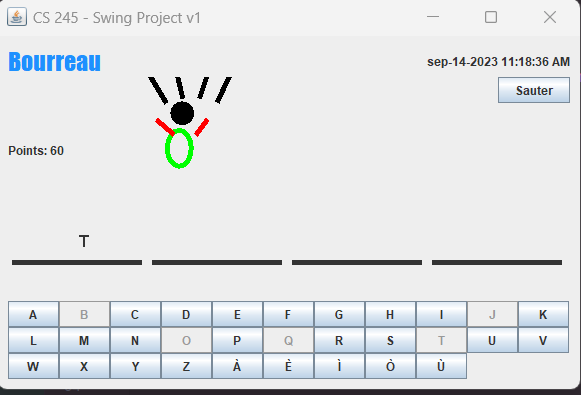 CS 245 - Swing Project v1
Bourreau
sep-14-2023 11:18:36 AM
Sauter
Points: 60
T
A B C D E F G H I J K
L M N O P Q R S T U V
W X Y Z À È Ì Ò Ù